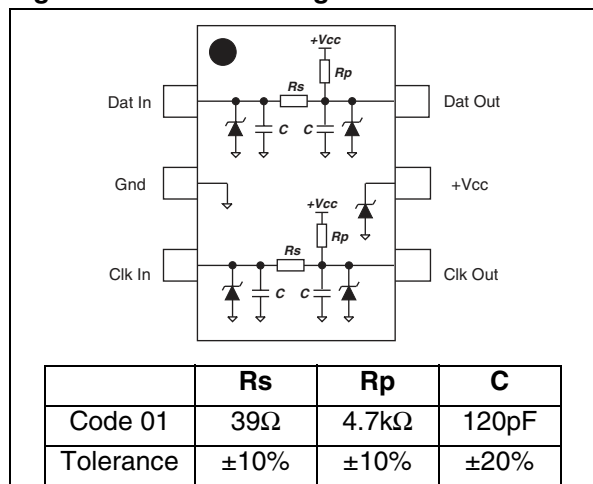 +Vcc
Rp
Rs
Dat In
Dat Out
C
C
Gnd
+Vcc
+Vcc
Rp
Rs
Clk In
Clk Out
C
C
Rs Rp C
Code 01 39Ω 4.7kΩ 120pF
Tolerance ±10% ±10% ±20%